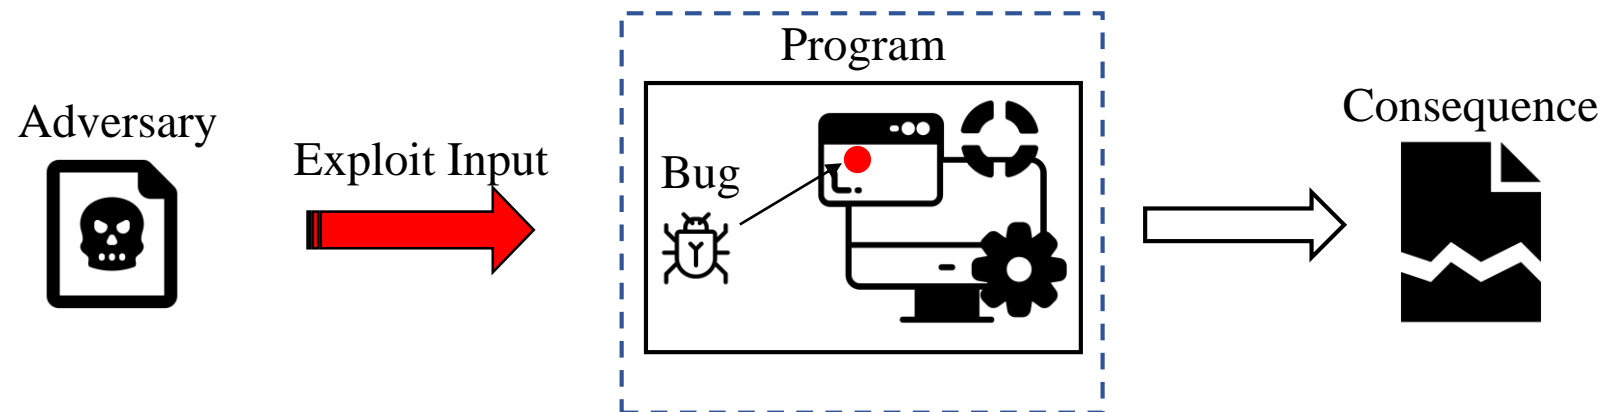 Adversary
Exploit Input
Program
Bug
Consequence